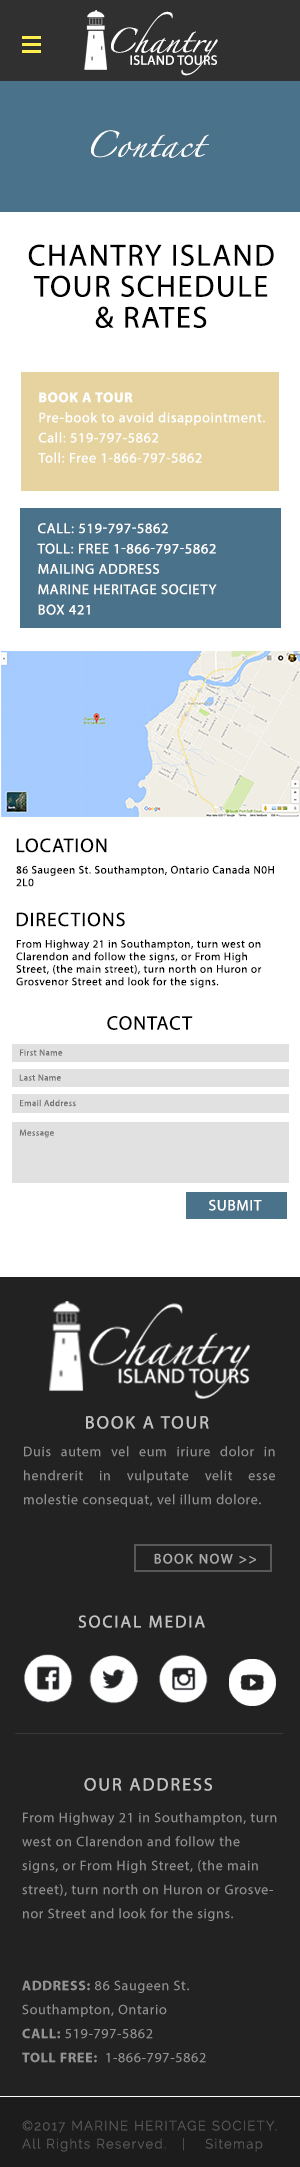 Chantry
ISLAND TOURS
Contact
CHANTRY ISLAND
TOUR SCHEDULE
& RATES
BOOK A TOUR
Pre-book to avoid disappointment.
Call: 519-797-5862
Toll: Free 1-866-797-5862
CALL: 519-797-5862
TOLL: FREE 1-866-797-5862
MAILING ADDRESS
MARINE HERITAGE SOCIETY
BOX 421
Google
LOCATION
86 Saugeen St. Southampton, Ontario Canada N0H
2L0
DIRECTIONS
From Highway 21 in Southampton, turn west on
Clarendon and follow the signs, or From High
Street, (the main street), turn north on Huron or
Grosvenor Street and look for the signs.
CONTACT
First Name
Last Name
Email Address
Message
SUBMIT
Chantry
ISLAND TOURS
BOOK A TOUR
Duis autem vel eum iriure dolor in
hendrerit in vulputate velit esse
molestie consequat, vel illum dolore.
BOOK NOW >>
SOCIAL MEDIA
OUR ADDRESS
From Highway 21 in Southampton, turn
west on Clarendon and follow the
signs, or From High Street, (the main
street), turn north on Huron or Grosve-
nor Street and look for the signs.
ADDRESS: 86 Saugeen St.
Southampton, Ontario
CALL: 519-797-5862
TOLL FREE: 1-866-797-5862
©2017 MARINE HERITAGE SOCIETY.
All Rights Reserved. | Sitemap